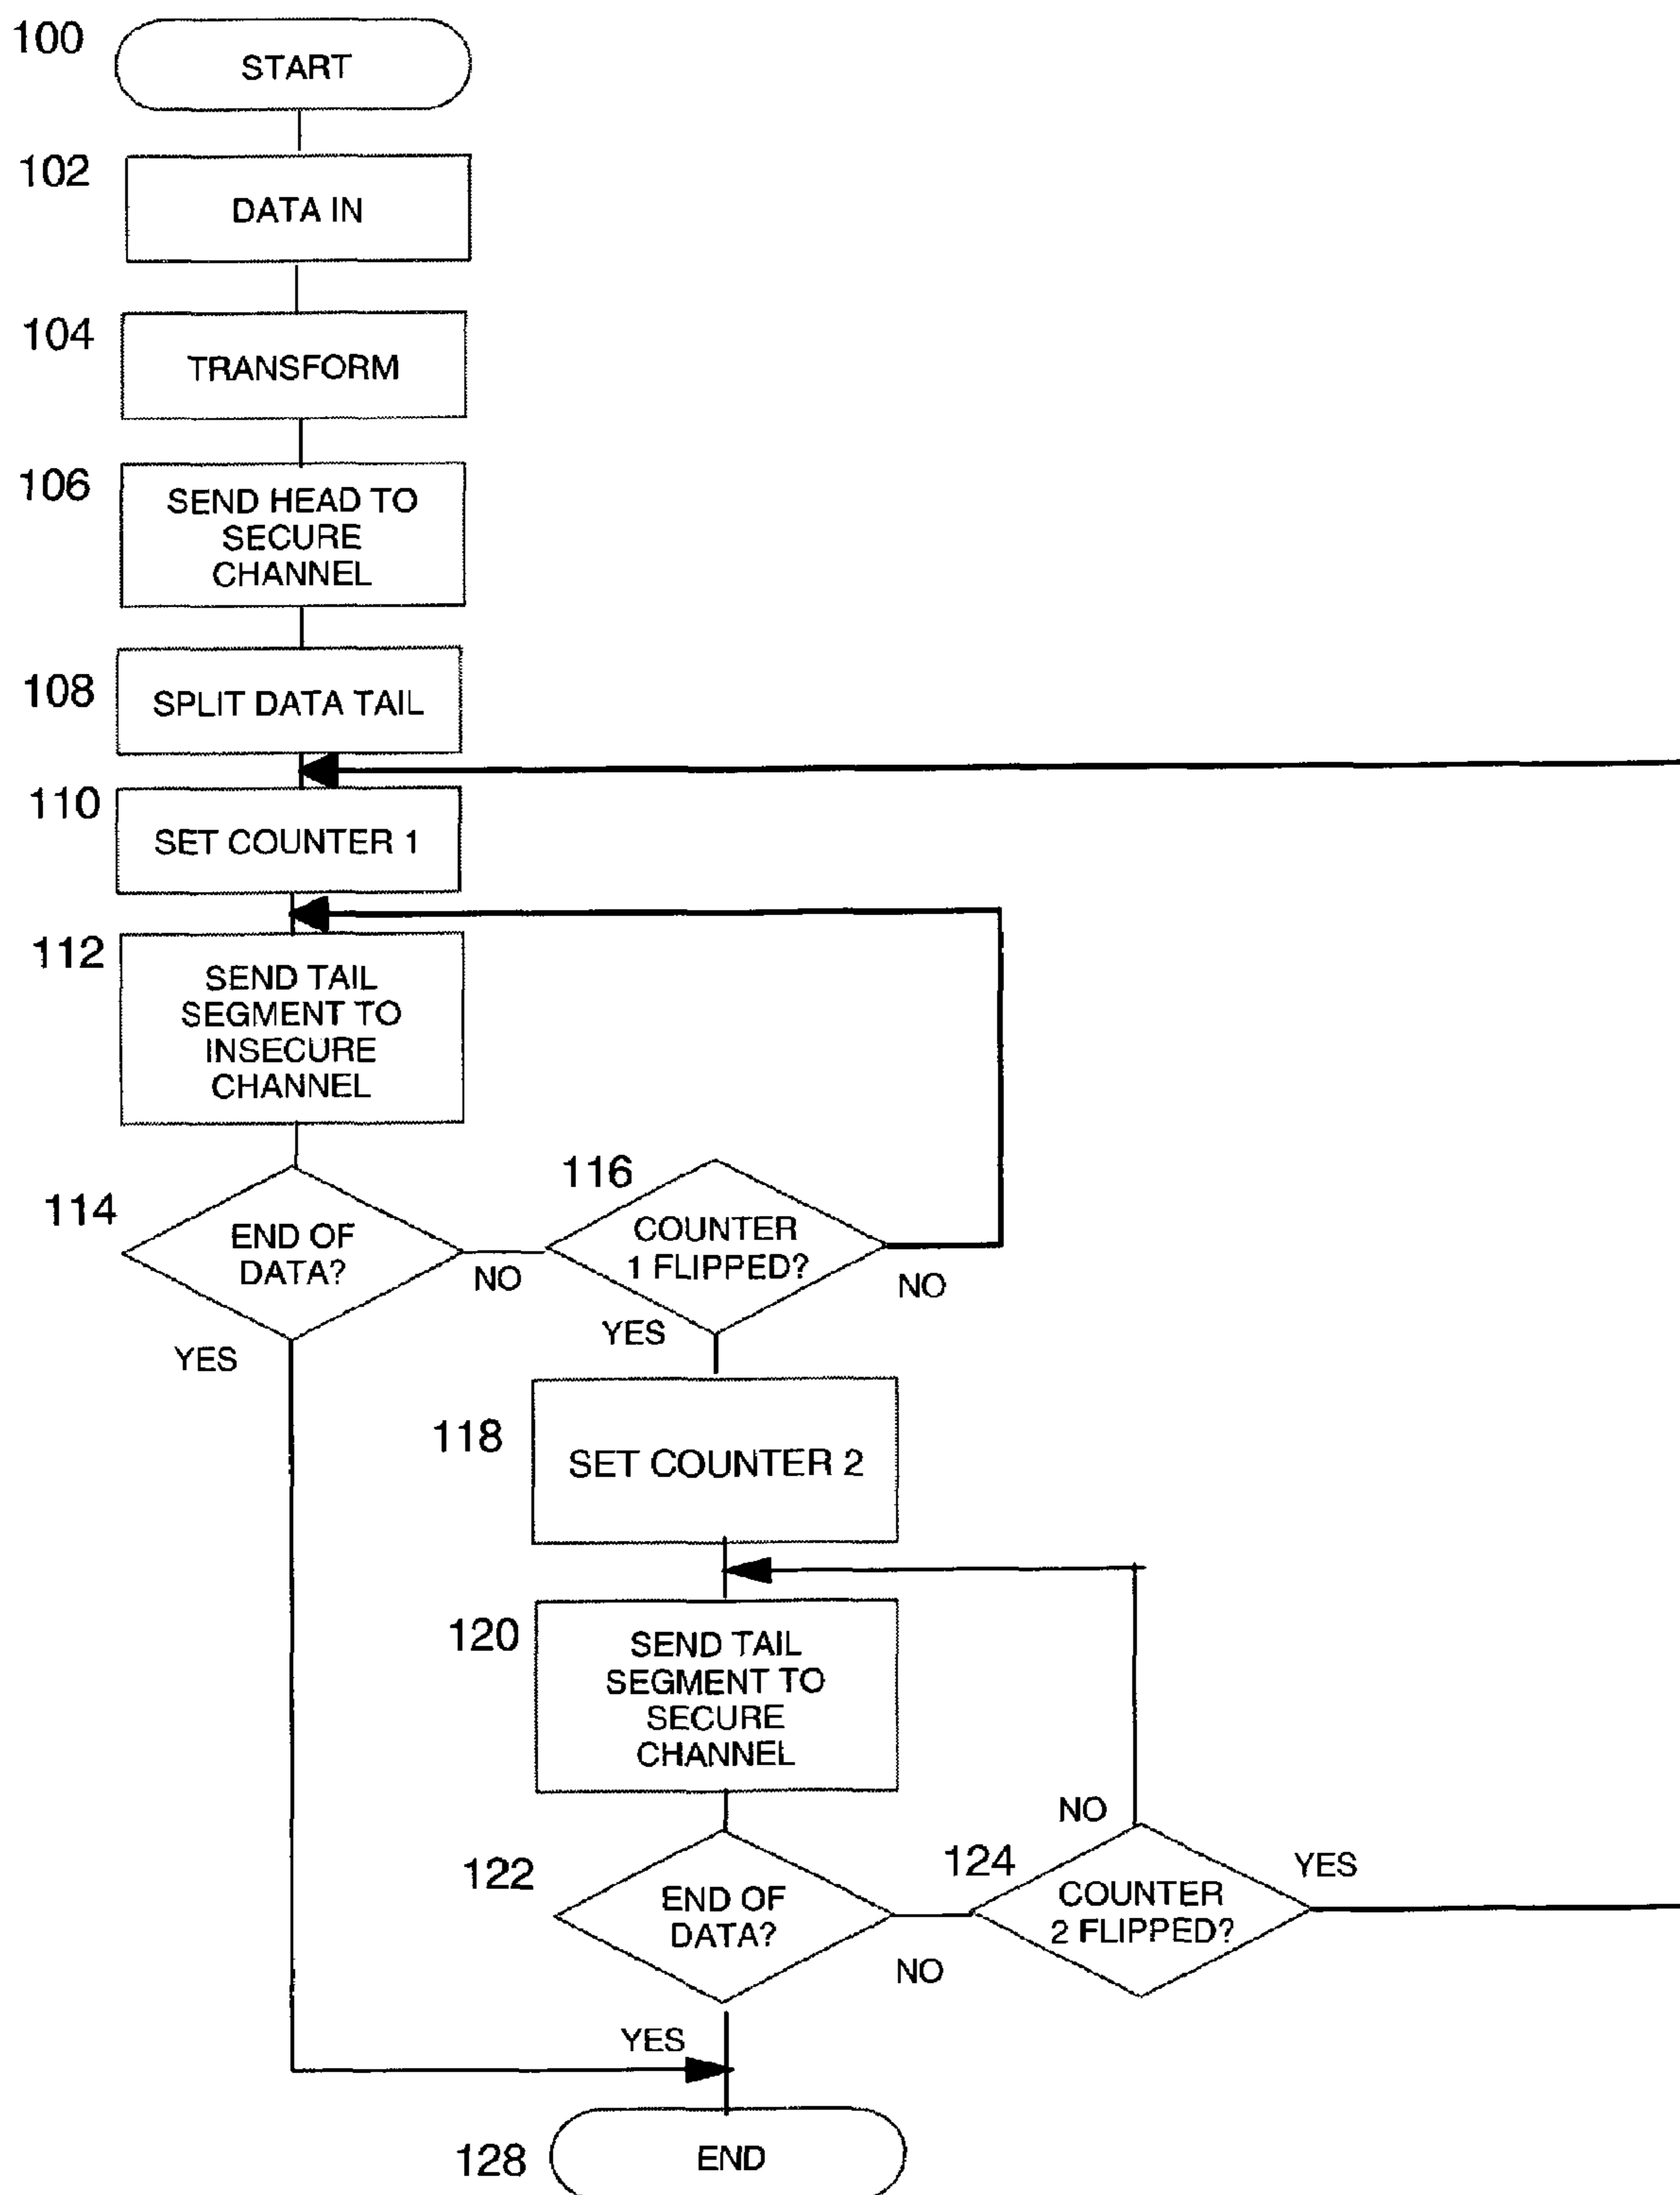 100
START
102
DATA IN
104
TRANSFORM
106
SEND HEAD TO
SECURE
CHANNEL
108
SPLIT DATA TAIL
110
SET COUNTER 1
112
SEND TAIL
SEGMENT TO
INSECURE
CHANNEL
114
END OF
DATA?
NO
YES
116
COUNTER
1 FLIPPED?
NO
YES
118
SET COUNTER 2
120
SEND TAIL
SEGMENT TO
SECURE
CHANNEL
122
END OF
DATA?
NO
YES
124
COUNTER
2 FLIPPED?
NO
YES
128
END